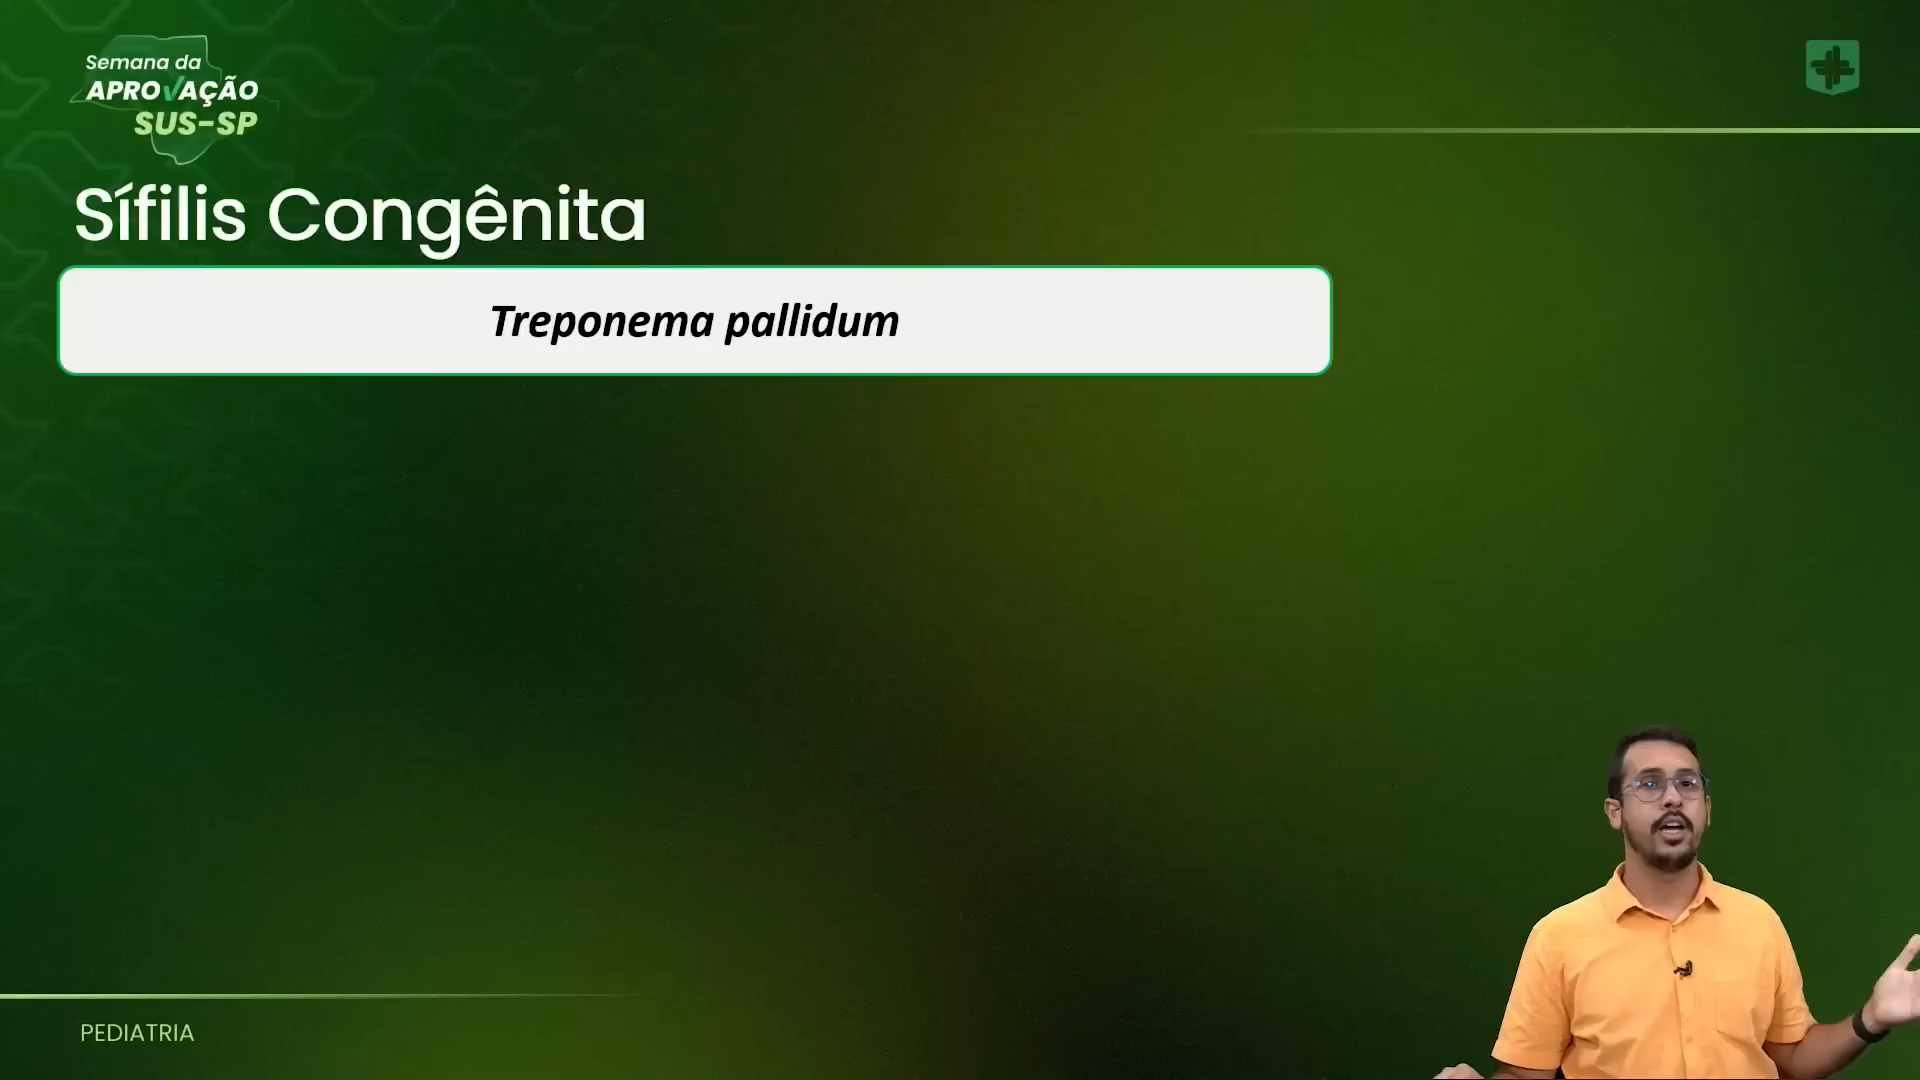 Semana da
APROVAÇÃO
SUS-SP
Sífilis Congênita
Treponema pallidum
PEDIATRIA